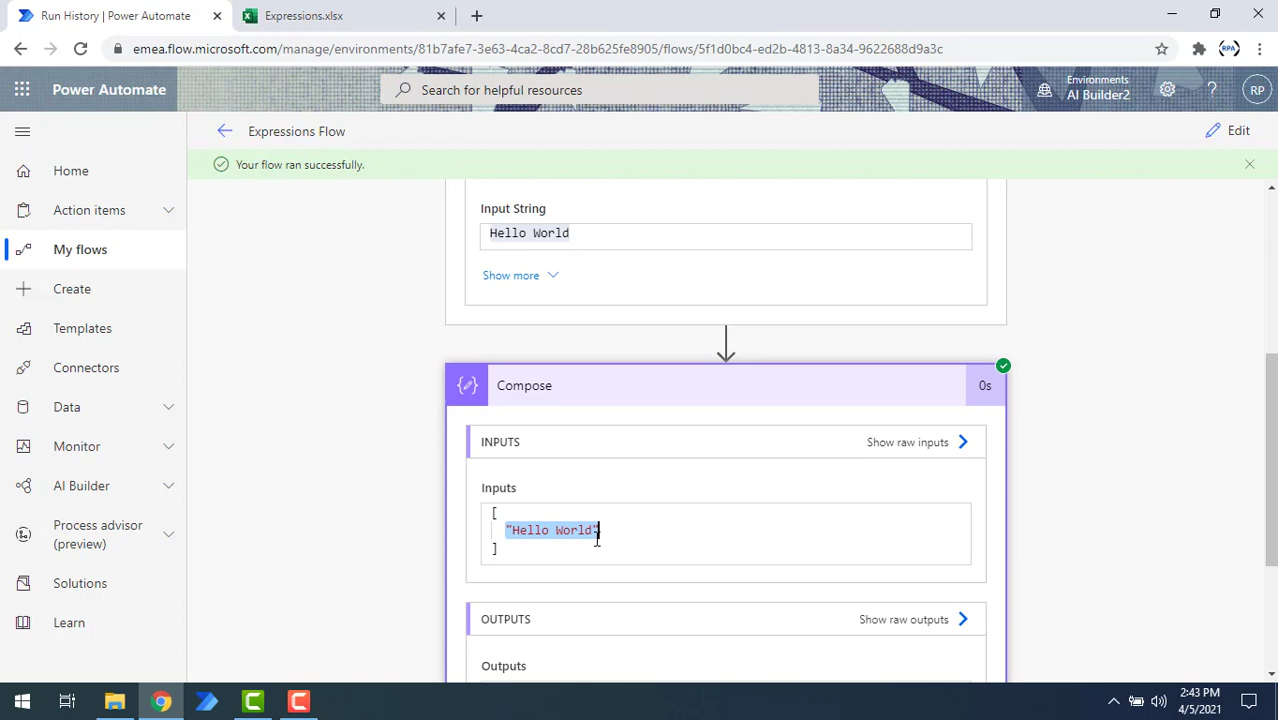 Run History | Power Automate
Expressions.xlsx
emea.flow.microsoft.com/manage/environments/81b7afe7-3e63-4ca2-8cd7-28b625fe8905/flows/5f1d0bc4-ed2b-4813-8a34-9622688d9a3c
RPA
Power Automate
Search for helpful resources
Environments
AI Builder2
RP
Expressions Flow
Edit
Your flow ran successfully.
Home
Action items
My flows
Create
Templates
Connectors
Data
Monitor
AI Builder
Process advisor
(preview)
Solutions
Learn
Input String
Hello World
Show more
Compose
0s
INPUTS
Show raw inputs
Inputs
[
"Hello World"
]
OUTPUTS
Show raw outputs
Outputs
2:43 PM
4/5/2021